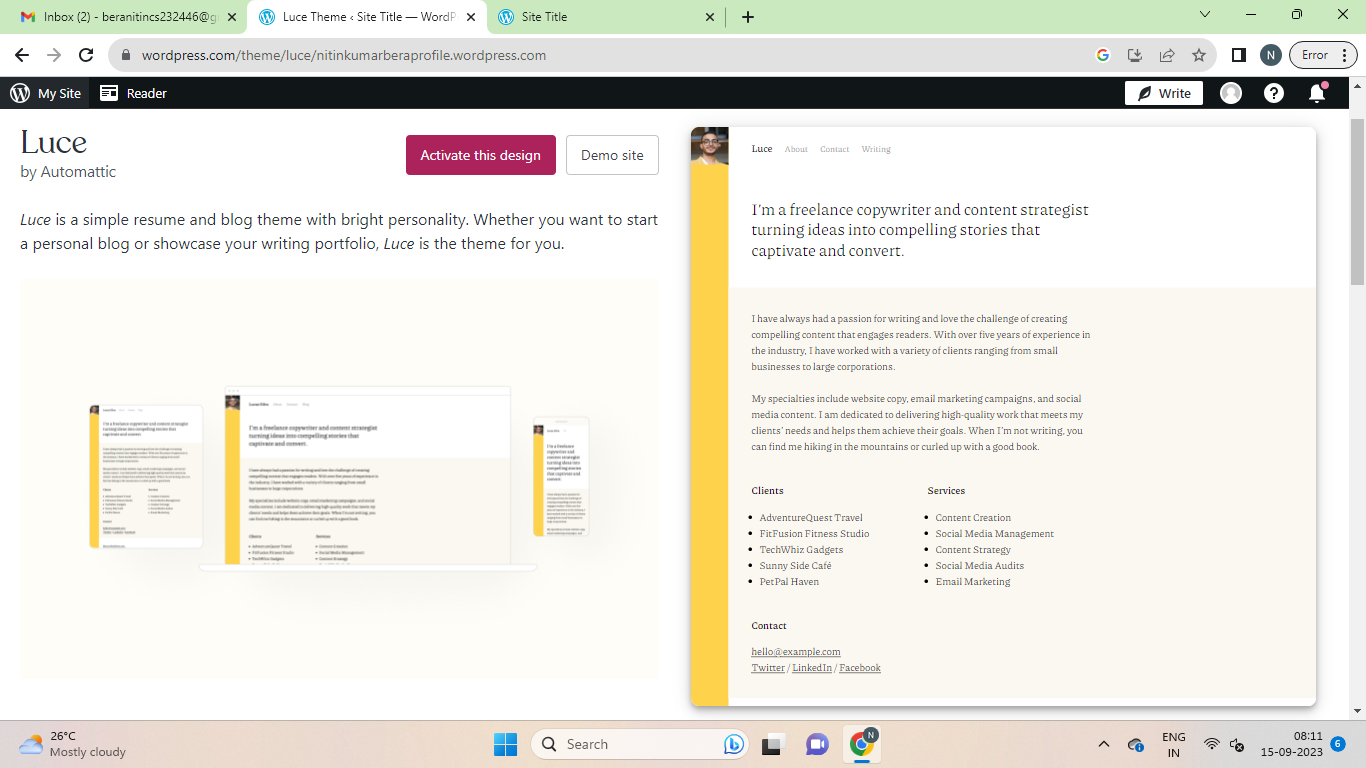 Inbox (2) - beranitincs232446@g
Luce Theme ‹ Site Title — WordP
Site Title
wordpress.com/theme/luce/nitinkumarberaprofile.wordpress.com
N
Error
My Site
Reader
Write
Luce
by Automattic
Activate this design
Demo site
Luce is a simple resume and blog theme with bright personality. Whether you want to start
a personal blog or showcase your writing portfolio, Luce is the theme for you.
I'm a freelance copywriter and content strategist
turning ideas into compelling stories that
captivate and convert.
Luce About Contact Writing
I'm a freelance copywriter and content strategist
turning ideas into compelling stories that
captivate and convert.
I have always had a passion for writing and love the challenge of creating
compelling content that engages readers. With over five years of experience in
the industry, I have worked with a variety of clients ranging from small
businesses to large corporations.
My specialties include website copy, email marketing campaigns, and social
media content. I am dedicated to delivering high-quality work that meets my
clients' needs and helps them achieve their goals. When I'm not writing, you
can find me hiking in the mountains or curled up with a good book.
Clients
AdventureQuest Travel
FitFusion Fitness Studio
TechWhiz Gadgets
Sunny Side Café
PetPal Haven
Services
Content Creation
Social Media Management
Content Strategy
Social Media Audits
Email Marketing
Contact
hello@example.com
Twitter / LinkedIn / Facebook
26°C
Mostly cloudy
Search
N
ENG
IN
08:11
15-09-2023
6